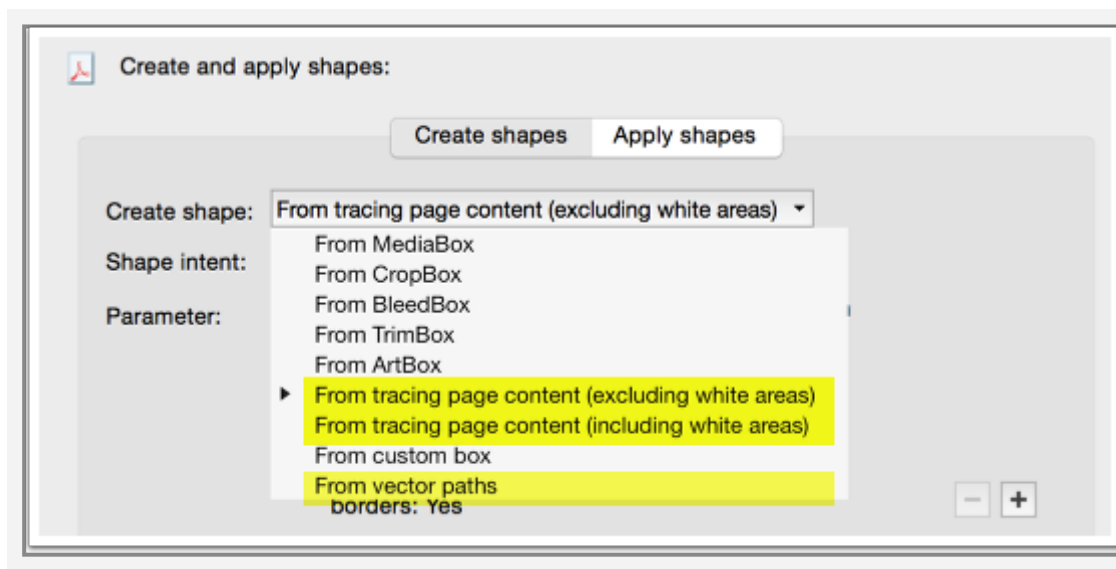 Create and apply shapes:
Create shapes Apply shapes
Create shape: From tracing page content (excluding white areas)
From MediaBox
Shape intent:
From CropBox
From BleedBox
Parameter:
From TrimBox
From ArtBox
From tracing page content (excluding white areas)
From tracing page content (including white areas)
From custom box
From vector paths
borders: Yes